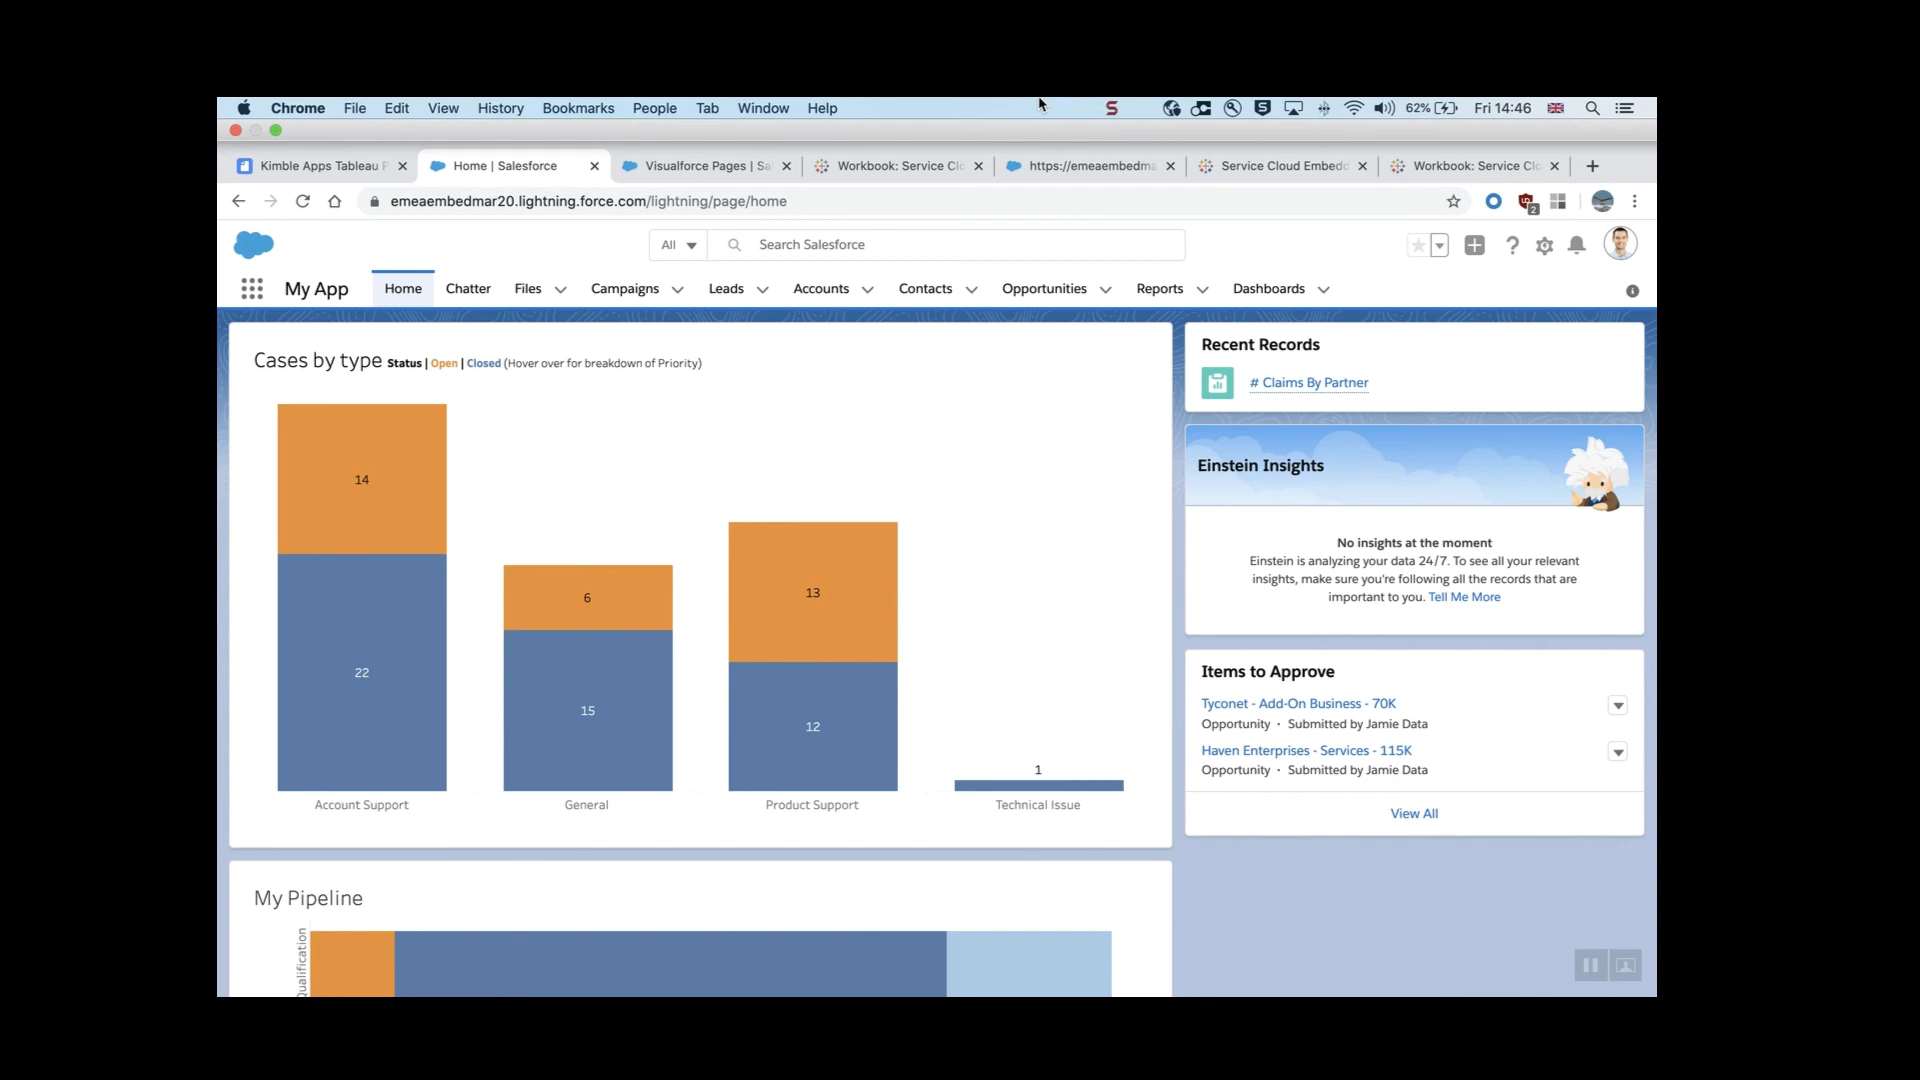 Chrome File Edit View History Bookmarks People Tab Window Help 62% Fri 14:46
Kimble Apps Tableau P Home | Salesforce Visualforce Pages | Sa Workbook: Service Clo https://emeaembedma Service Cloud Embedd Workbook: Service Clo
emeaembedmar20.lightning.force.com/lightning/page/home 2
All Search Salesforce
My App Home Chatter Files Campaigns Leads Accounts Contacts Opportunities Reports Dashboards
Cases by type Status | Open | Closed (Hover over for breakdown of Priority)
14
22
6
15
13
12
1
Account Support General Product Support Technical Issue
My Pipeline
Qualification
Recent Records
# Claims By Partner
Einstein Insights
No insights at the moment
Einstein is analyzing your data 24/7. To see all your relevant
insights, make sure you're following all the records that are
important to you. Tell Me More
Items to Approve
Tyconet - Add-On Business - 70K
Opportunity • Submitted by Jamie Data
Haven Enterprises - Services - 115K
Opportunity • Submitted by Jamie Data
View All